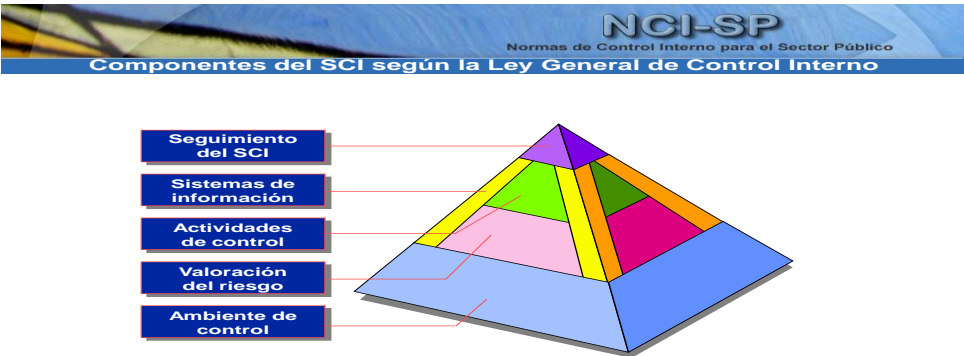 NCI-SP
Normas de Control Interno para el Sector Público
Componentes del SCI según la Ley General de Control Interno
Seguimiento
del SCI
Sistemas de
información
Actividades
de control
Valoración
del riesgo
Ambiente de
control